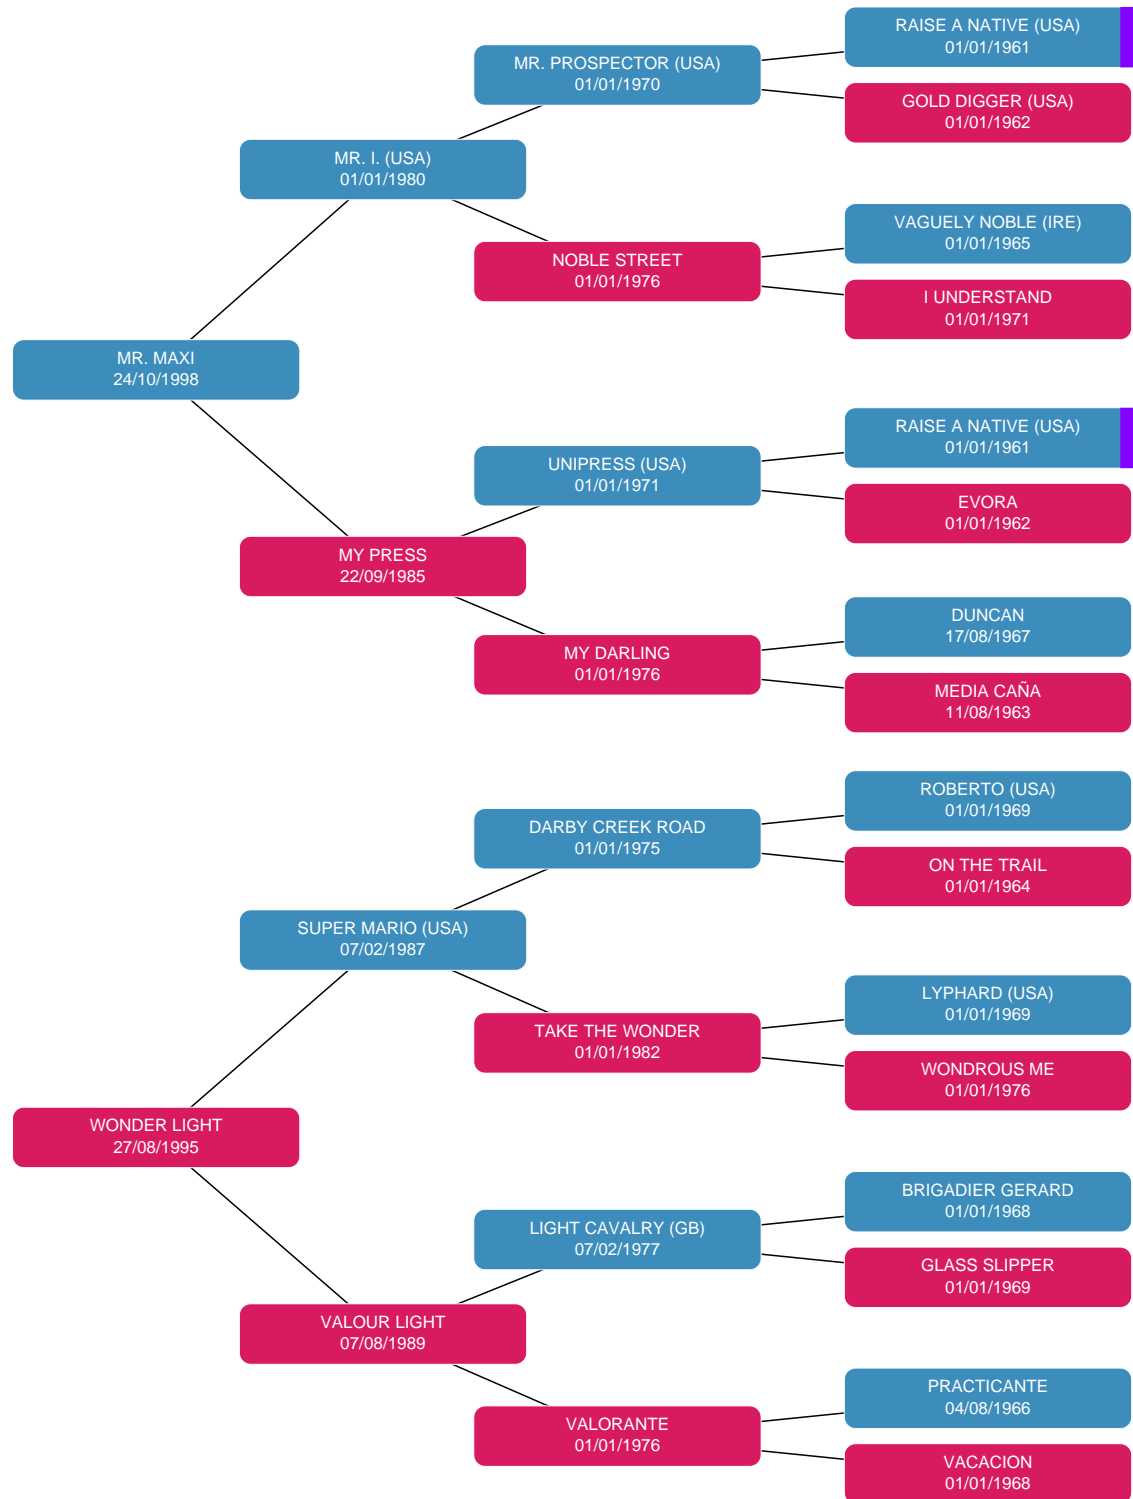 RAISE A NATIVE (USA)
01/01/1961
MR. PROSPECTOR (USA)
01/01/1970
GOLD DIGGER (USA)
01/01/1962
MR. I. (USA)
01/01/1980
VAGUELY NOBLE (IRE)
01/01/1965
NOBLE STREET
01/01/1976
I UNDERSTAND
01/01/1971
MR. MAXI
24/10/1998
RAISE A NATIVE (USA)
01/01/1961
UNIPRESS (USA)
01/01/1971
EVORA
01/01/1962
MY PRESS
22/09/1985
DUNCAN
17/08/1967
MY DARLING
01/01/1976
MEDIA CAÑA
11/08/1963
ROBERTO (USA)
01/01/1969
DARBY CREEK ROAD
01/01/1975
ON THE TRAIL
01/01/1964
SUPER MARIO (USA)
07/02/1987
LYPHARD (USA)
01/01/1969
TAKE THE WONDER
01/01/1982
WONDROUS ME
01/01/1976
WONDER LIGHT
27/08/1995
BRIGADIER GERARD
01/01/1968
LIGHT CAVALRY (GB)
07/02/1977
GLASS SLIPPER
01/01/1969
VALOUR LIGHT
07/08/1989
PRACTICANTE
04/08/1966
VALORANTE
01/01/1976
VACACION
01/01/1968